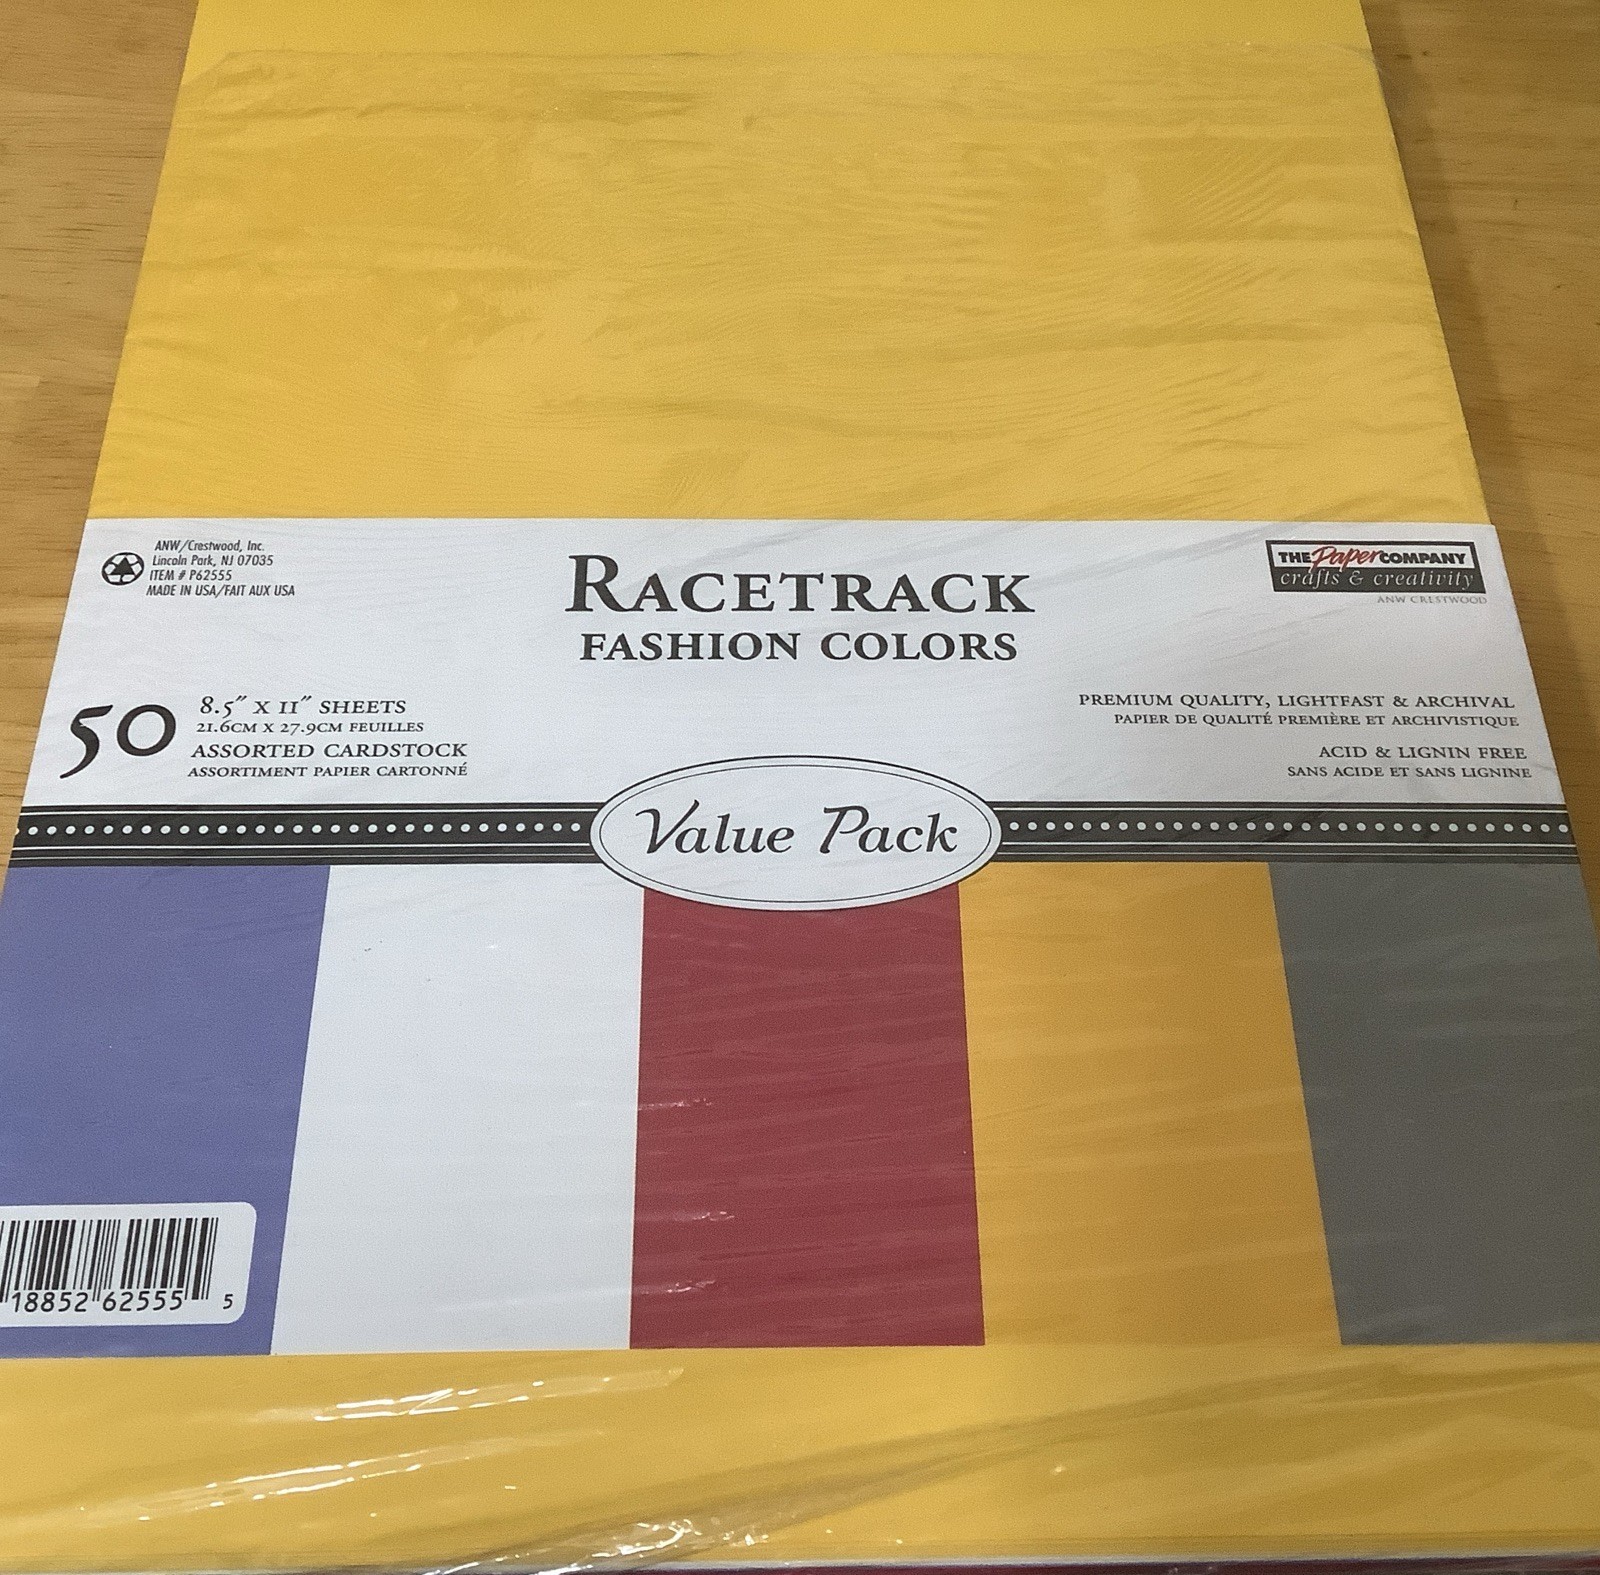 ANW/Crestwood, Inc.
Lincoln Park, NJ 07035
ITEM # P62555
MADE IN USA/FAIT AUX USA
RACETRACK
FASHION COLORS
THE Paper COMPANY
crafts & creativity
ANW CRESTWOOD
50
8.5" X 11" SHEETS
21.6CM X 27.9CM FEUILLES
ASSORTED CARDSTOCK
ASSORTIMENT PAPIER CARTONNÉ
PREMIUM QUALITY, LIGHTFAST & ARCHIVAL
PAPIER DE QUALITÉ PREMIÈRE ET ARCHIVISTIQUE
ACID & LIGNIN FREE
SANS ACIDE ET SANS LIGNINE
Value Pack
18852 62555 5